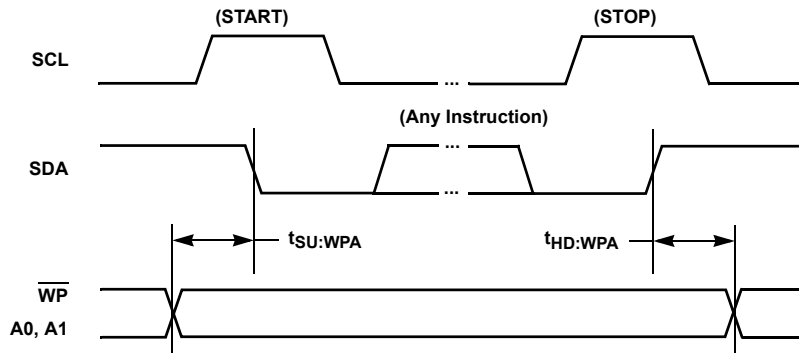 (START)
(STOP)
SCL
...
(Any Instruction)
...
SDA
...
tSU:WPA
tHD:WPA
WP
A0, A1